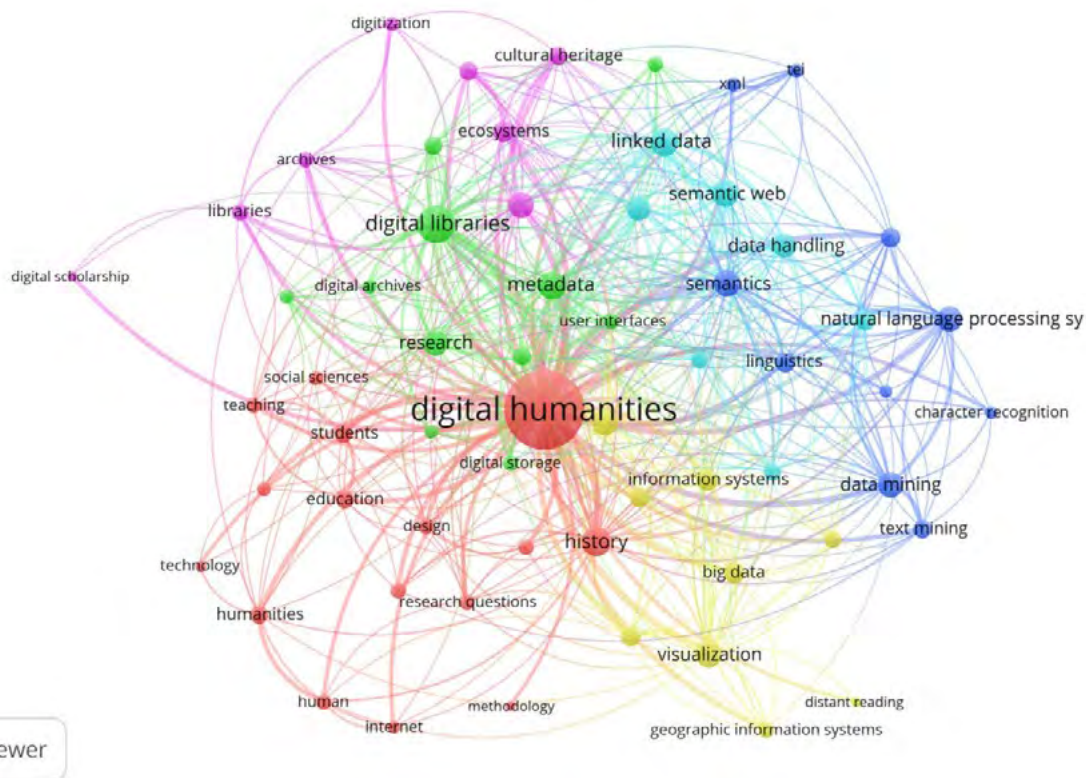 digitization
cultural heritage
tei
xml
ecosystems
linked data
archives
semantic web
libraries
digital libraries
data handling
digital scholarship
digital archives
metadata
semantics
user interfaces
natural language processing sy
research
linguistics
social sciences
teaching
digital humanities
character recognition
students
digital storage
information systems
data mining
education
design
history
text mining
technology
big data
research questions
humanities
visualization
human
methodology
distant reading
internet
geographic information systems
ewer